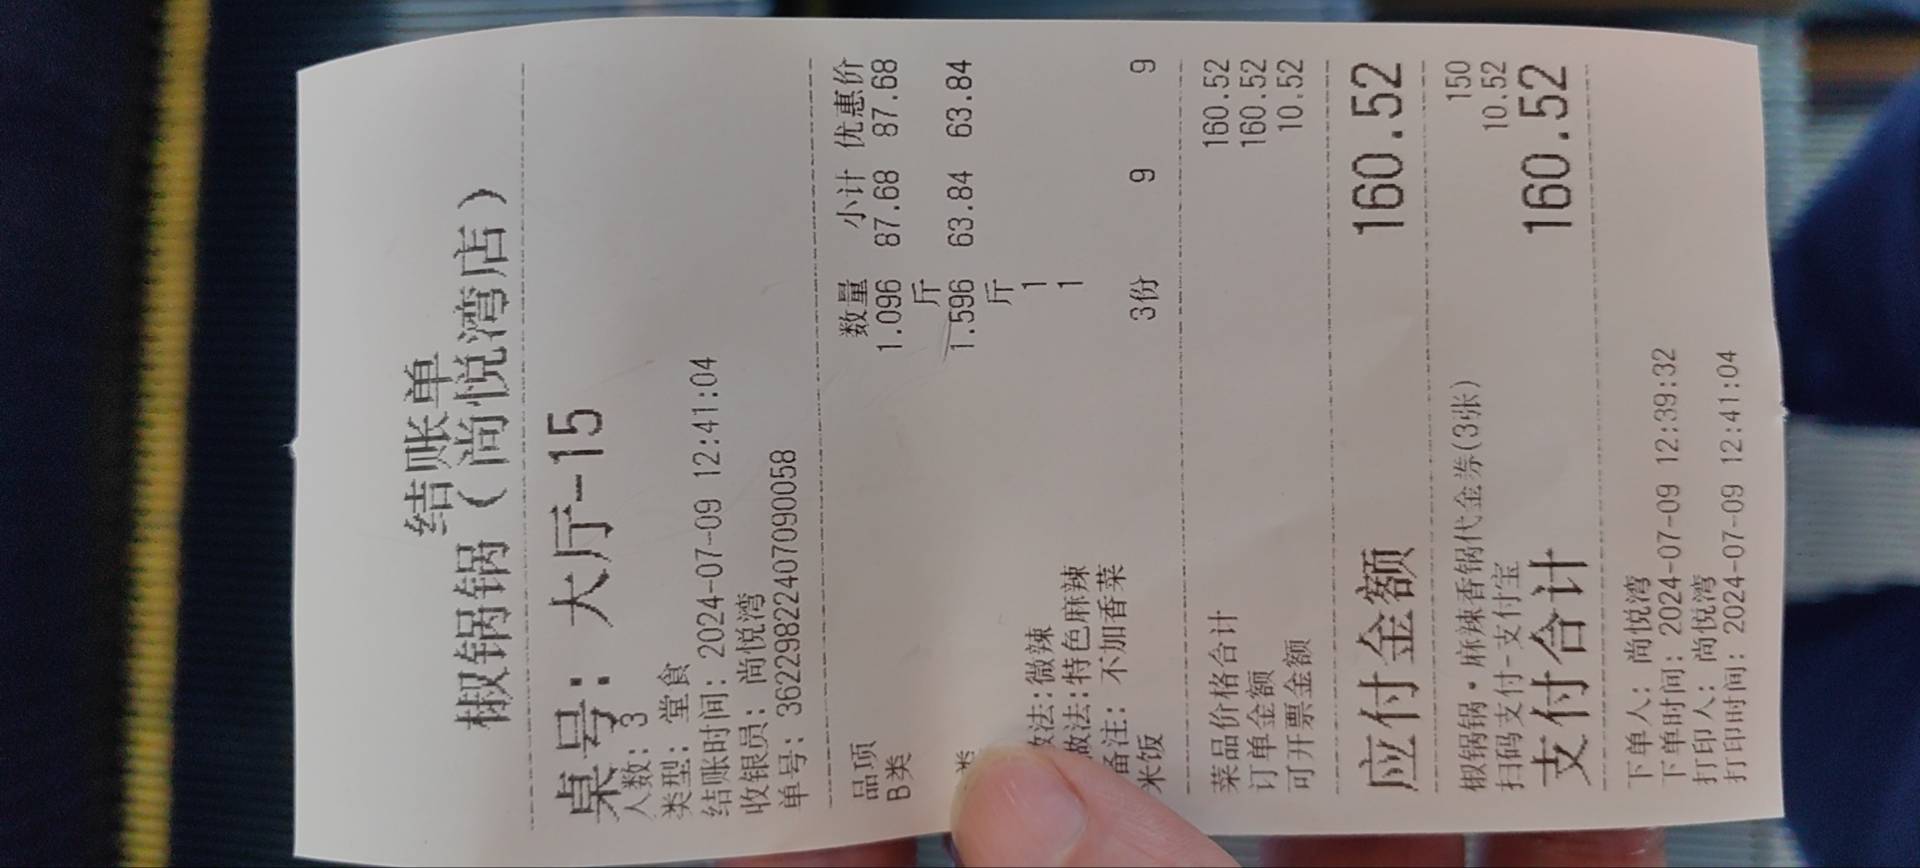 结账单
椒锅锅（尚悦湾店）
桌号：大厅-15
人数：3
类型：堂食
结账时间：2024-07-09 12:41:04
收银员：尚悦湾
单号：3622982240709005​8
品项 数量 小计 优惠价
B类 1.096 87.68 87.68
斤
类 1.596 63.84 63.84
斤
做法:微辣 1
做法:特色麻辣 1
备注：不加香菜
米饭 3份 9 9
菜品价格合计 160.52
订单金额 160.52
可开票金额 10.52
应付金额 160.52
椒锅锅·麻辣香锅代金券(3张) 150
扫码支付-支付宝 10.52
支付合计 160.52
下单人：尚悦湾
下单时间：2024-07-09 12:39:32
打印人：尚悦湾
打印时间：2024-07-09 12:41:04